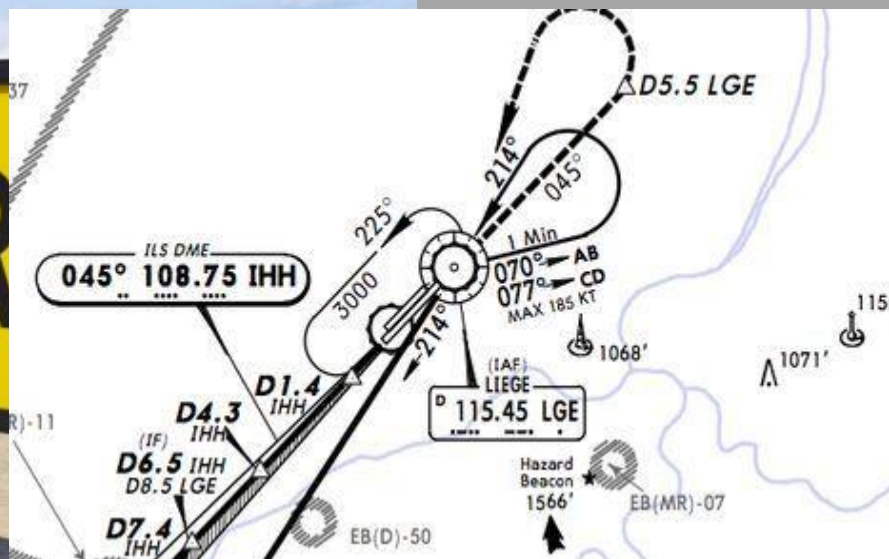 37
D5.5 LGE
214°
045°
225°
3000
ILS DME
045° 108.75 IHH
1 Min
070° AB
077° CD
MAX 185 KT
214°
115
1068'
1071'
(IAF)
LIEGE
D 115.45 LGE
D1.4
IHH
D4.3
IHH
R)-11
(IF)
D6.5 IHH
D8.5 LGE
D7.4
IHH
Hazard
Beacon
1566'
EB(MR)-07
EB(D)-50